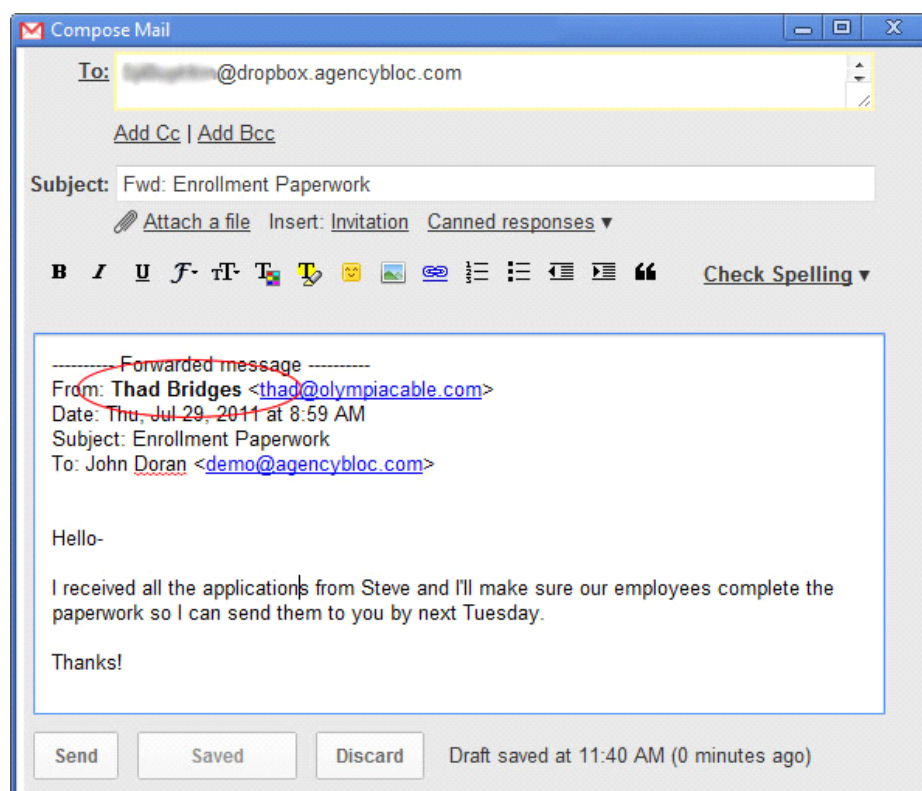 Compose Mail
To: @dropbox.agencybloc.com
Add Cc | Add Bcc
Subject: Fwd: Enrollment Paperwork
Attach a file Insert: Invitation Canned responses ▼
B I U F TT T T Check Spelling ▼
---------- Forwarded message ----------
From: Thad Bridges <thad@olympiacable.com>
Date: Thu, Jul 29, 2011 at 8:59 AM
Subject: Enrollment Paperwork
To: John Doran <demo@agencybloc.com>
Hello-
I received all the applications from Steve and I'll make sure our employees complete the
paperwork so I can send them to you by next Tuesday.
Thanks!
Send Saved Discard Draft saved at 11:40 AM (0 minutes ago)